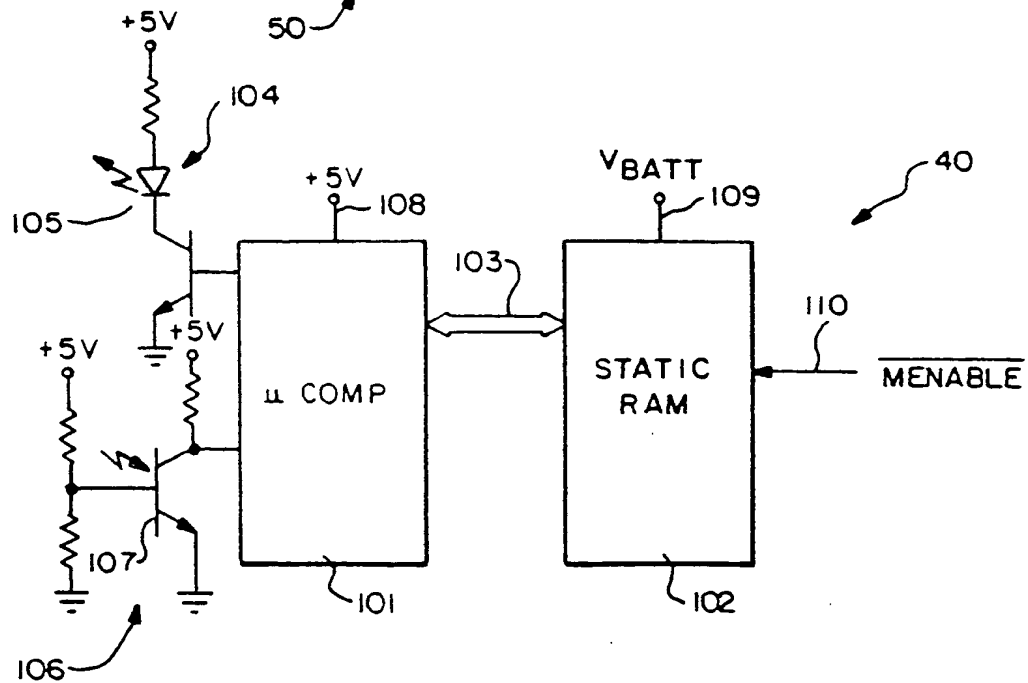 +5V
50
104
105
+5V
108
VBATT
109
40
103
110
MENABLE
STATIC
RAM
μ COMP
+5V
+5V
107
101
102
106